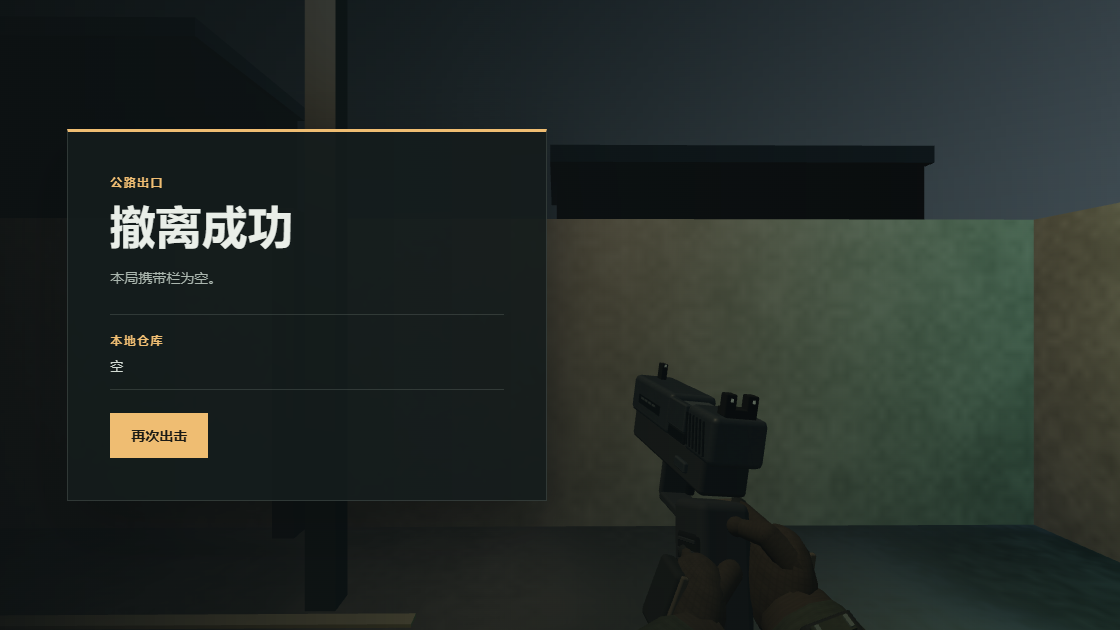 公路出口
撤离成功
本局携带栏为空。
本地仓库
空
再次出击